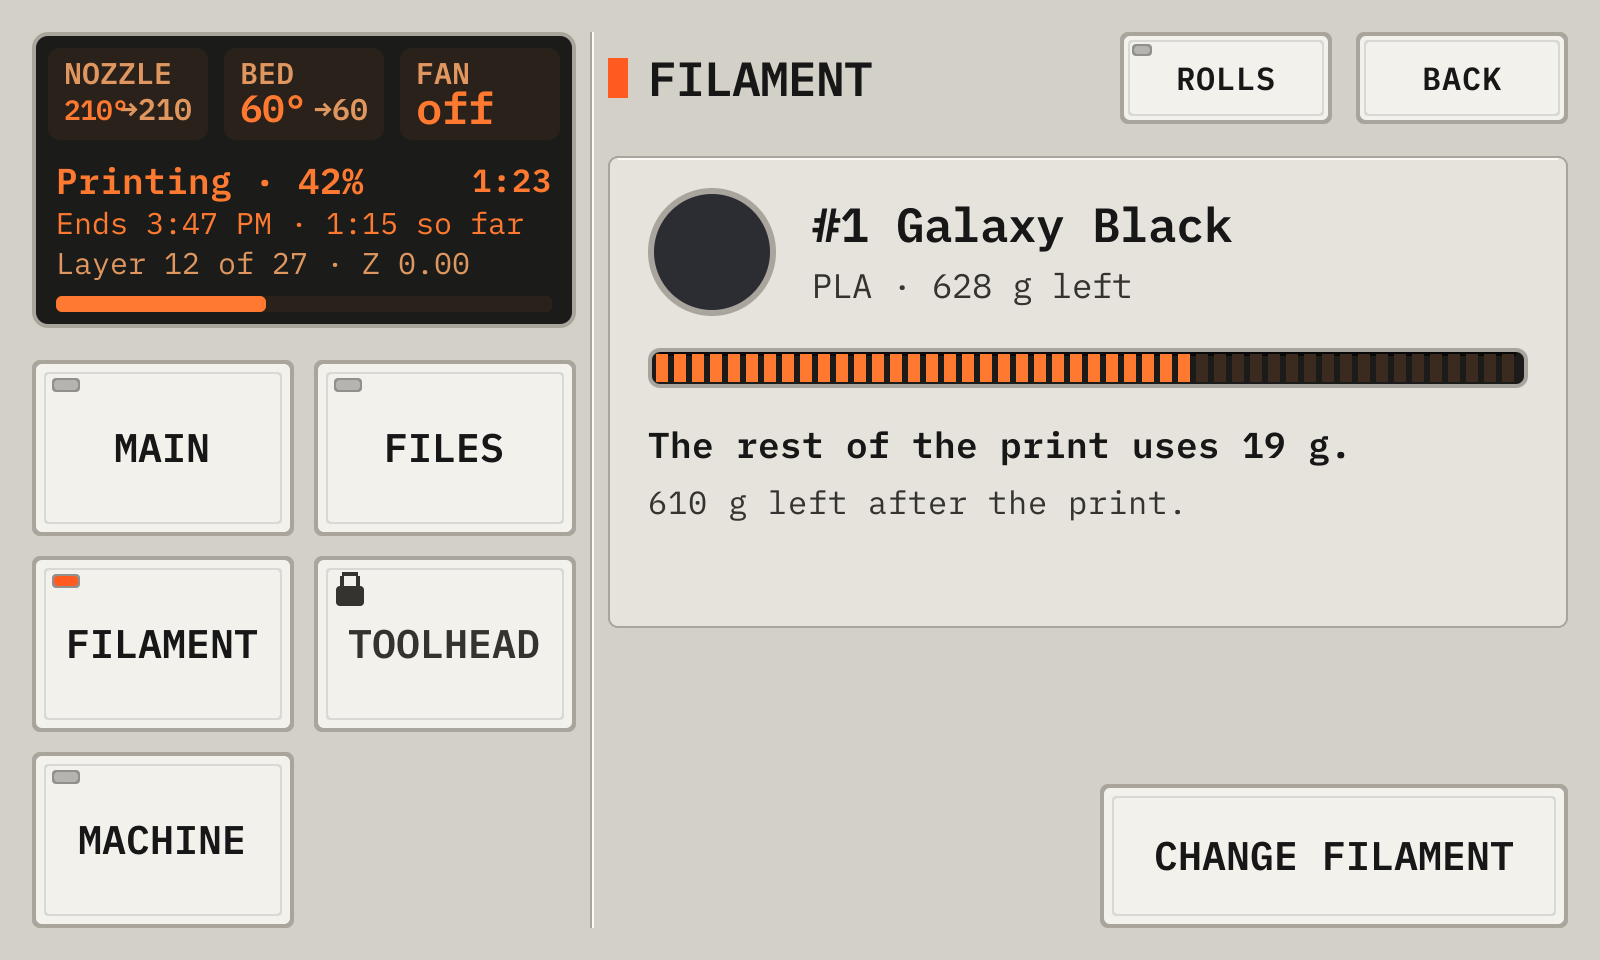 NOZZLE BED FAN
210°→210 60° →60 off
Printing · 42% 1:23
Ends 3:47 PM · 1:15 so far
Layer 12 of 27 · Z 0.00
MAIN FILES
FILAMENT TOOLHEAD
MACHINE
FILAMENT ROLLS BACK
#1 Galaxy Black
PLA · 628 g left
The rest of the print uses 19 g.
610 g left after the print.
CHANGE FILAMENT